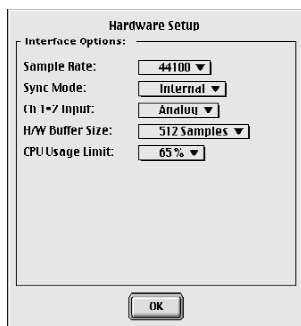 Hardware Setup
Interface Options:
Sample Rate: 44100
Sync Mode: Internal
Ch 1-2 Input: Analog
H/W Buffer Size: 512 Samples
CPU Usage Limit: 65%
OK